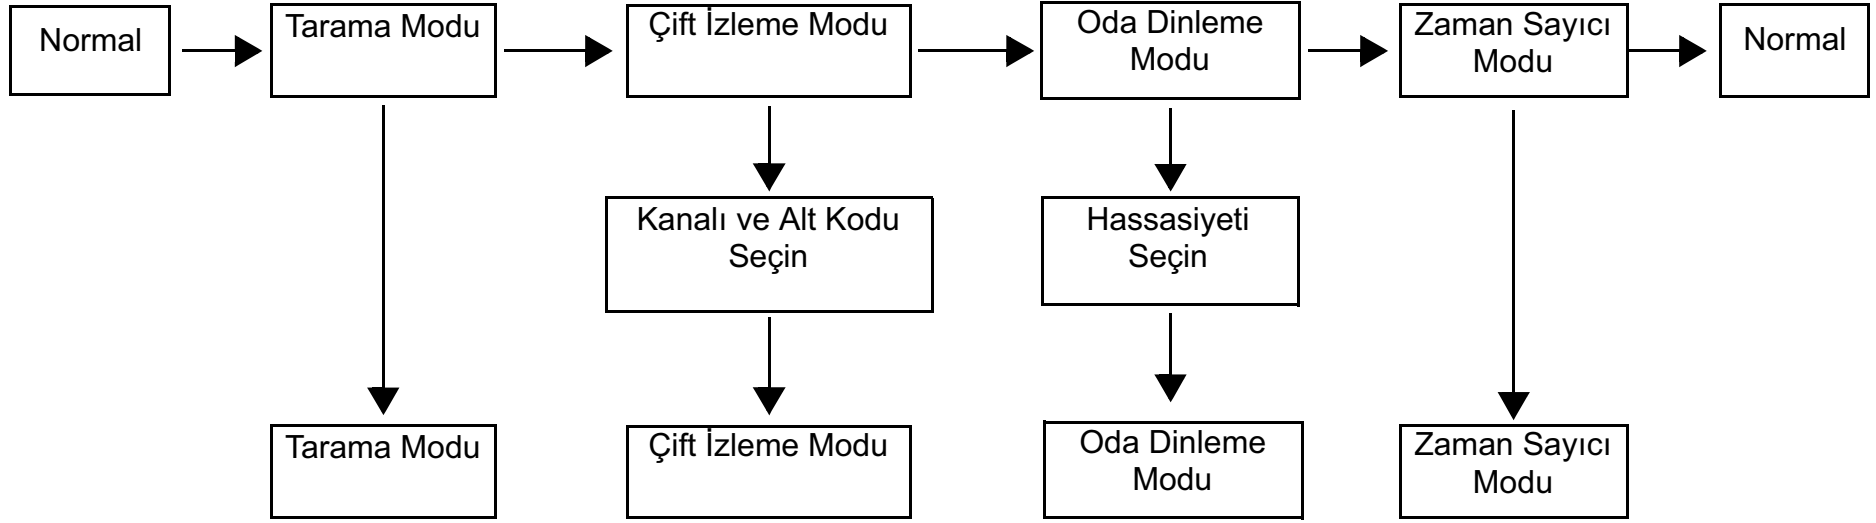 Normal
Tarama Modu
Çift İzleme Modu
Oda Dinleme
Modu
Zaman Sayıcı
Modu
Normal
Kanalı ve Alt Kodu
Seçin
Hassasiyeti
Seçin
Tarama Modu
Çift İzleme Modu
Oda Dinleme
Modu
Zaman Sayıcı
Modu